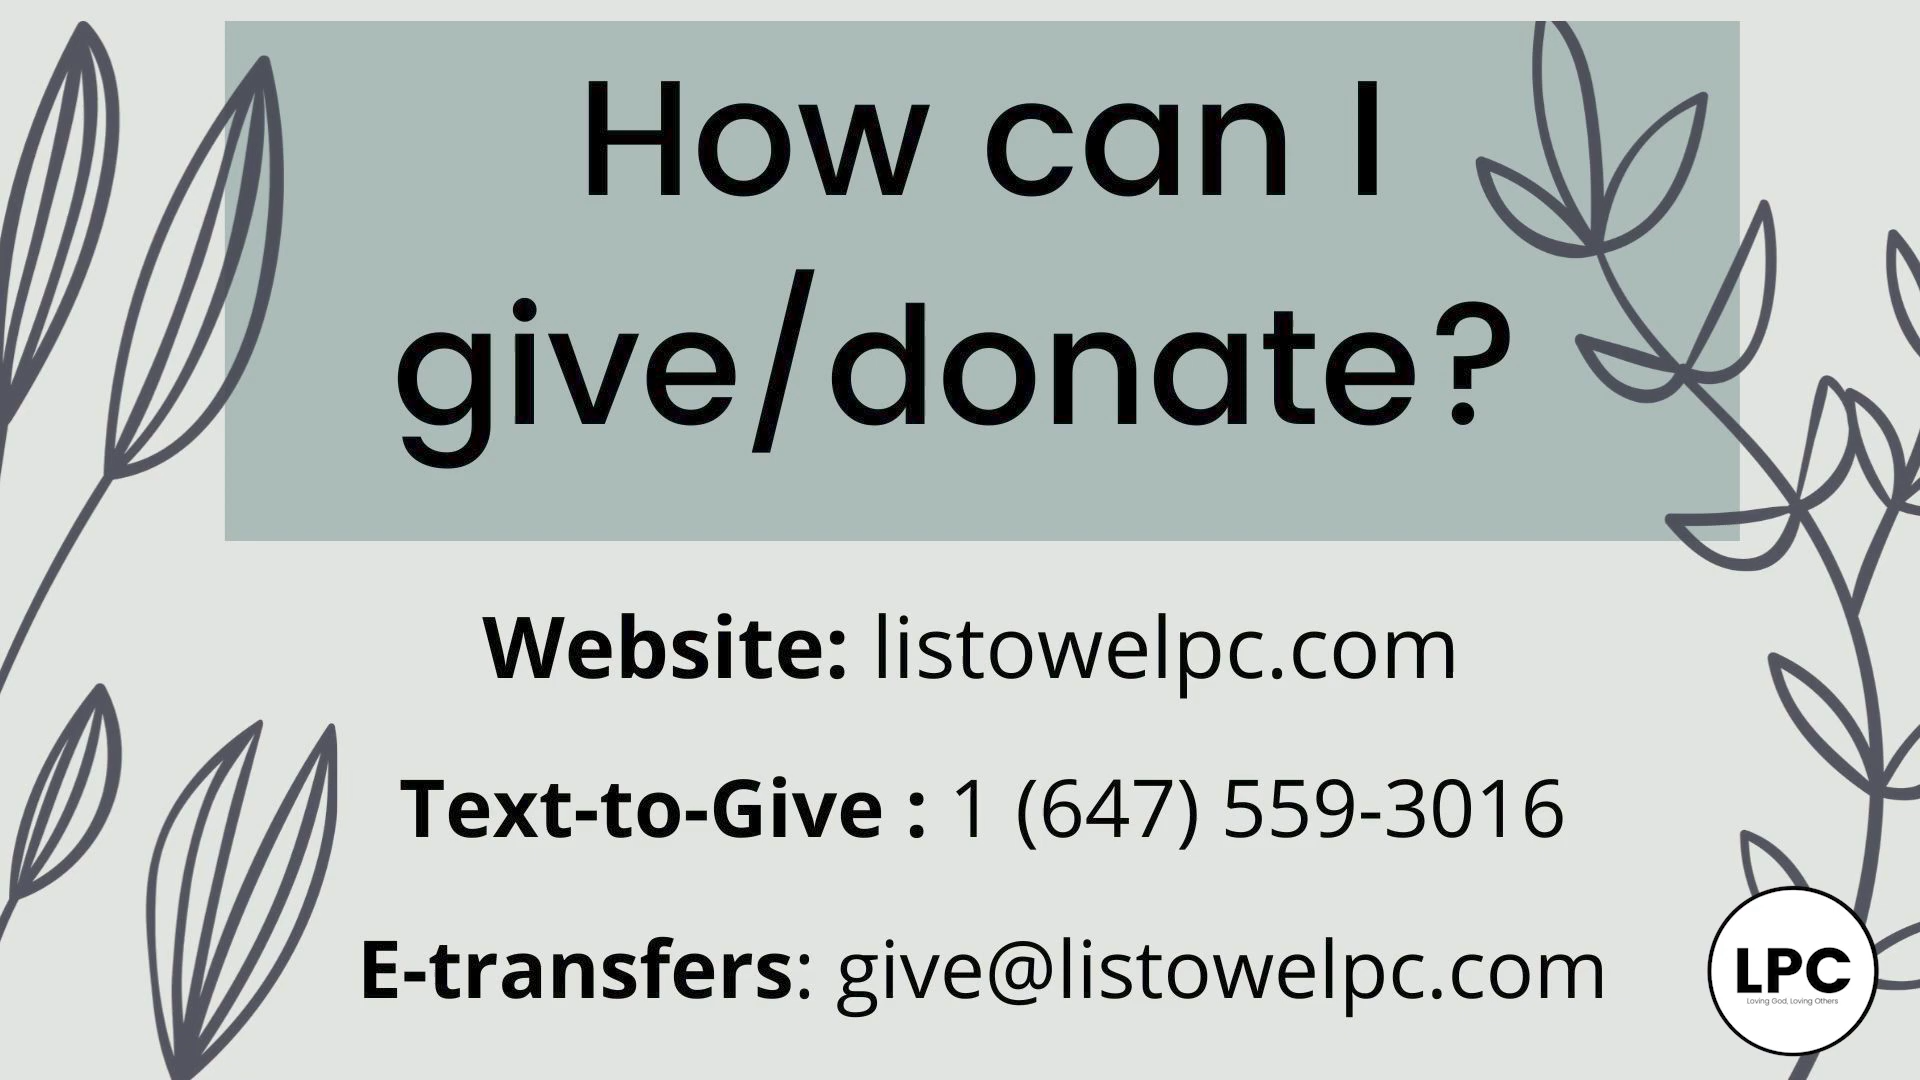 How can I
give/donate?
Website: listowelpc.com
Text-to-Give : 1 (647) 559-3016
E-transfers: give@listowelpc.com
LPC
Loving God, Loving Others